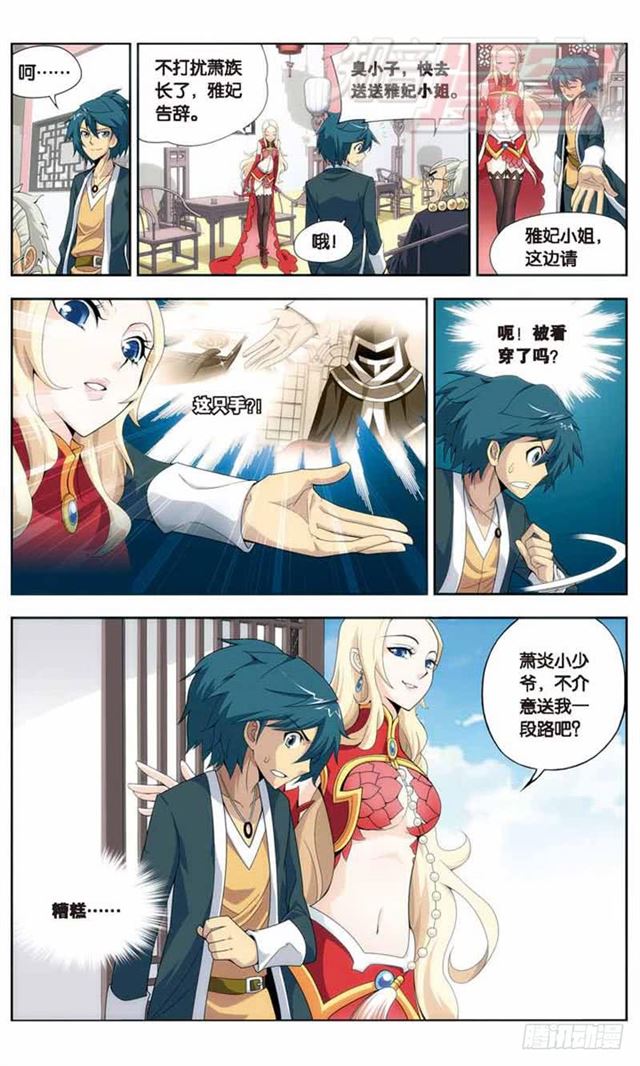 呵……
不打扰萧族
长了，雅妃
告辞。
臭小子，快去
送送雅妃小姐。
哦！
雅妃小姐，
这边请
这只手?!
呃！被看
穿了吗？
萧炎小少
爷，不介
意送我一
段路吧？
糟糕……
腾讯动漫